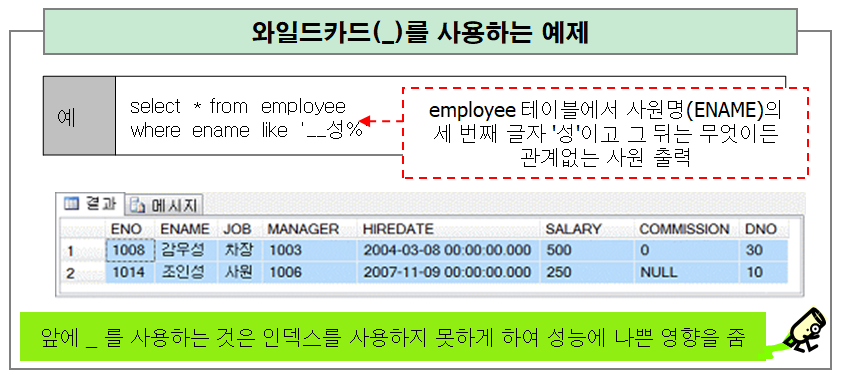 와일드카드(_)를 사용하는 예제
예
select * from employee
where ename like '__성%
employee 테이블에서 사원명(ENAME)의
세 번째 글자 '성'이고 그 뒤는 무엇이든
관계없는 사원 출력
결과 메시지
ENO ENAME JOB MANAGER HIREDATE SALARY COMMISSION DNO
1 1008 감우성 차장 1003 2004-03-08 00:00:00.000 500 0 30
2 1014 조인성 사원 1006 2007-11-09 00:00:00.000 250 NULL 10
앞에 _ 를 사용하는 것은 인덱스를 사용하지 못하게 하여 성능에 나쁜 영향을 줌